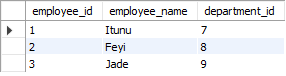 employee_id employee_name department_id
1 Itunu 7
2 Feyi 8
3 Jade 9